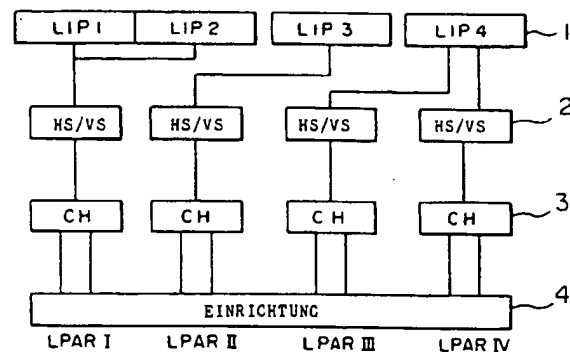 LIP1 LIP2 LIP3 LIP4 1
HS/VS HS/VS HS/VS HS/VS 2
CH CH CH CH 3
EINRICHTUNG 4
LPAR I LPAR II LPAR III LPAR IV